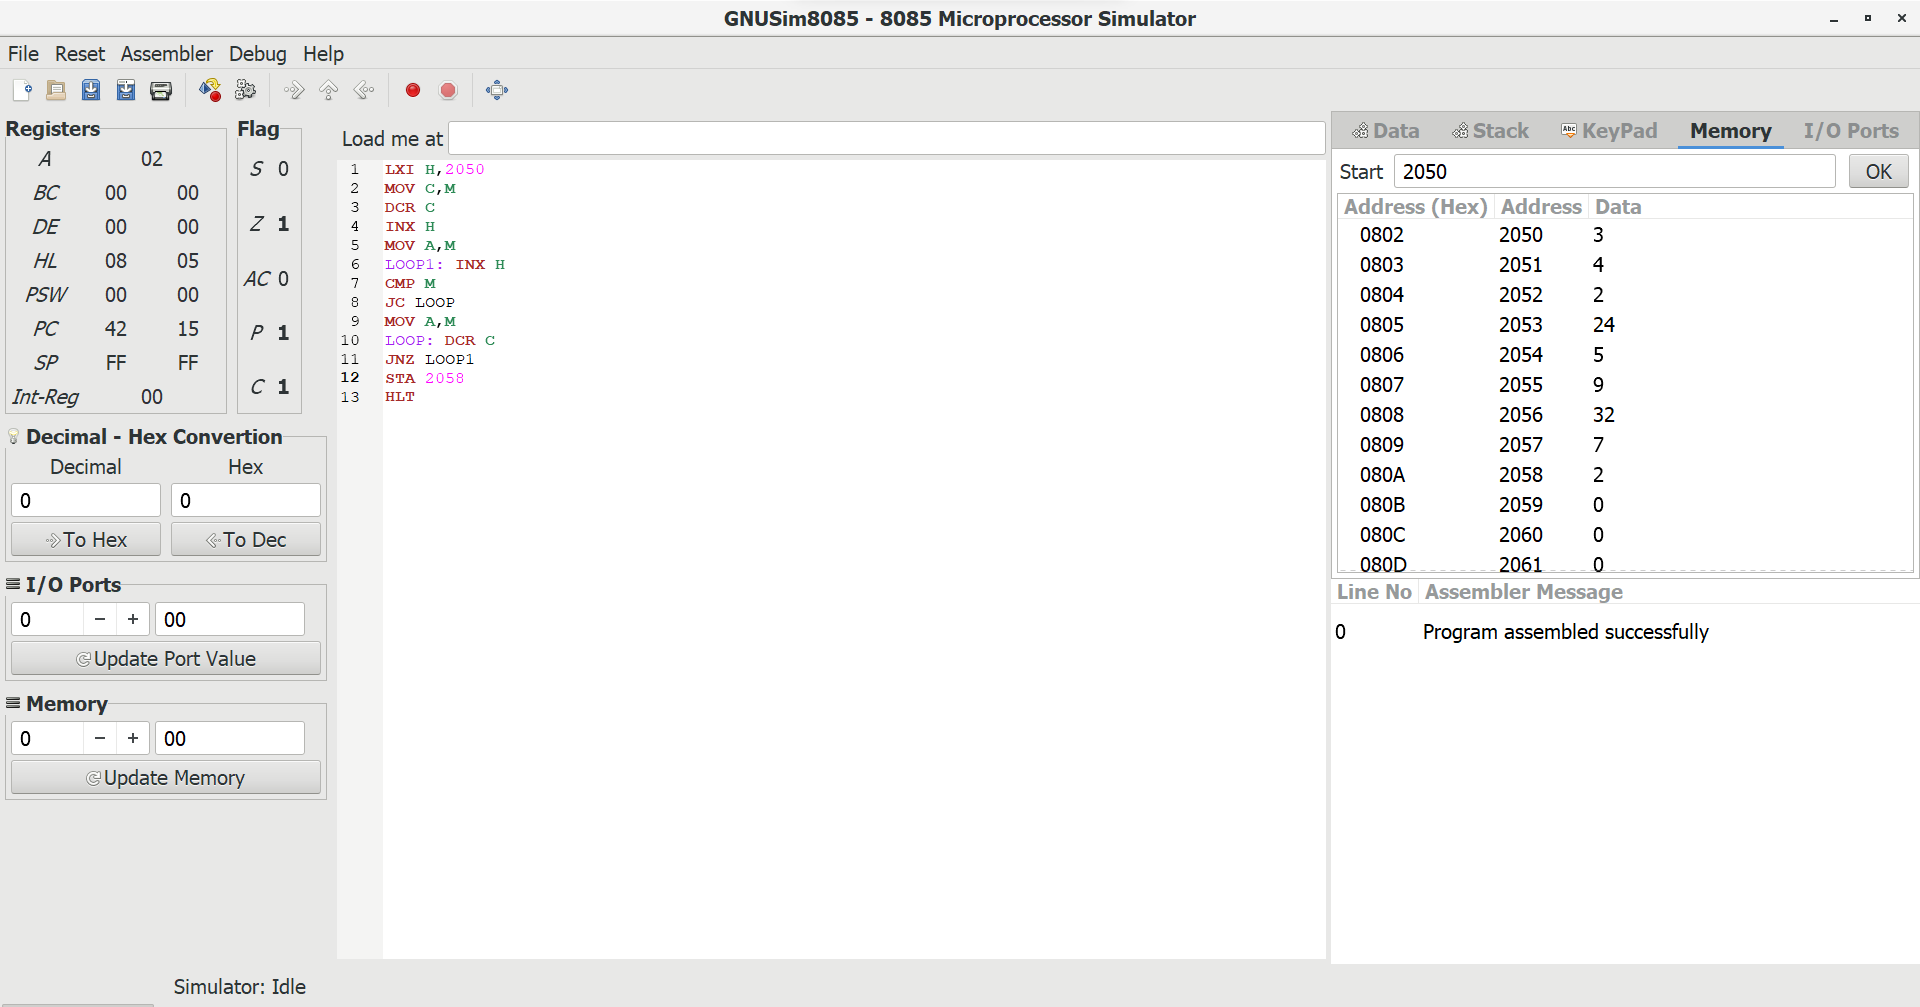 GNUSim8085 - 8085 Microprocessor Simulator
File Reset Assembler Debug Help
Registers
A 02
BC 00 00
DE 00 00
HL 08 05
PSW 00 00
PC 42 15
SP FF FF
Int-Reg 00
Flag
S 0
Z 1
AC 0
P 1
C 1
Decimal - Hex Convertion
Decimal Hex
0 0
To Hex To Dec
I/O Ports
0 − + 00
Update Port Value
Memory
0 − + 00
Update Memory
Load me at
1 LXI H,2050
2 MOV C,M
3 DCR C
4 INX H
5 MOV A,M
6 LOOP1: INX H
7 CMP M
8 JC LOOP
9 MOV A,M
10 LOOP: DCR C
11 JNZ LOOP1
12 STA 2058
13 HLT
Data Stack Abc KeyPad Memory I/O Ports
Start 2050 OK
Address (Hex) Address Data
0802 2050 3
0803 2051 4
0804 2052 2
0805 2053 24
0806 2054 5
0807 2055 9
0808 2056 32
0809 2057 7
080A 2058 2
080B 2059 0
080C 2060 0
080D 2061 0
Line No Assembler Message
0 Program assembled successfully
Simulator: Idle